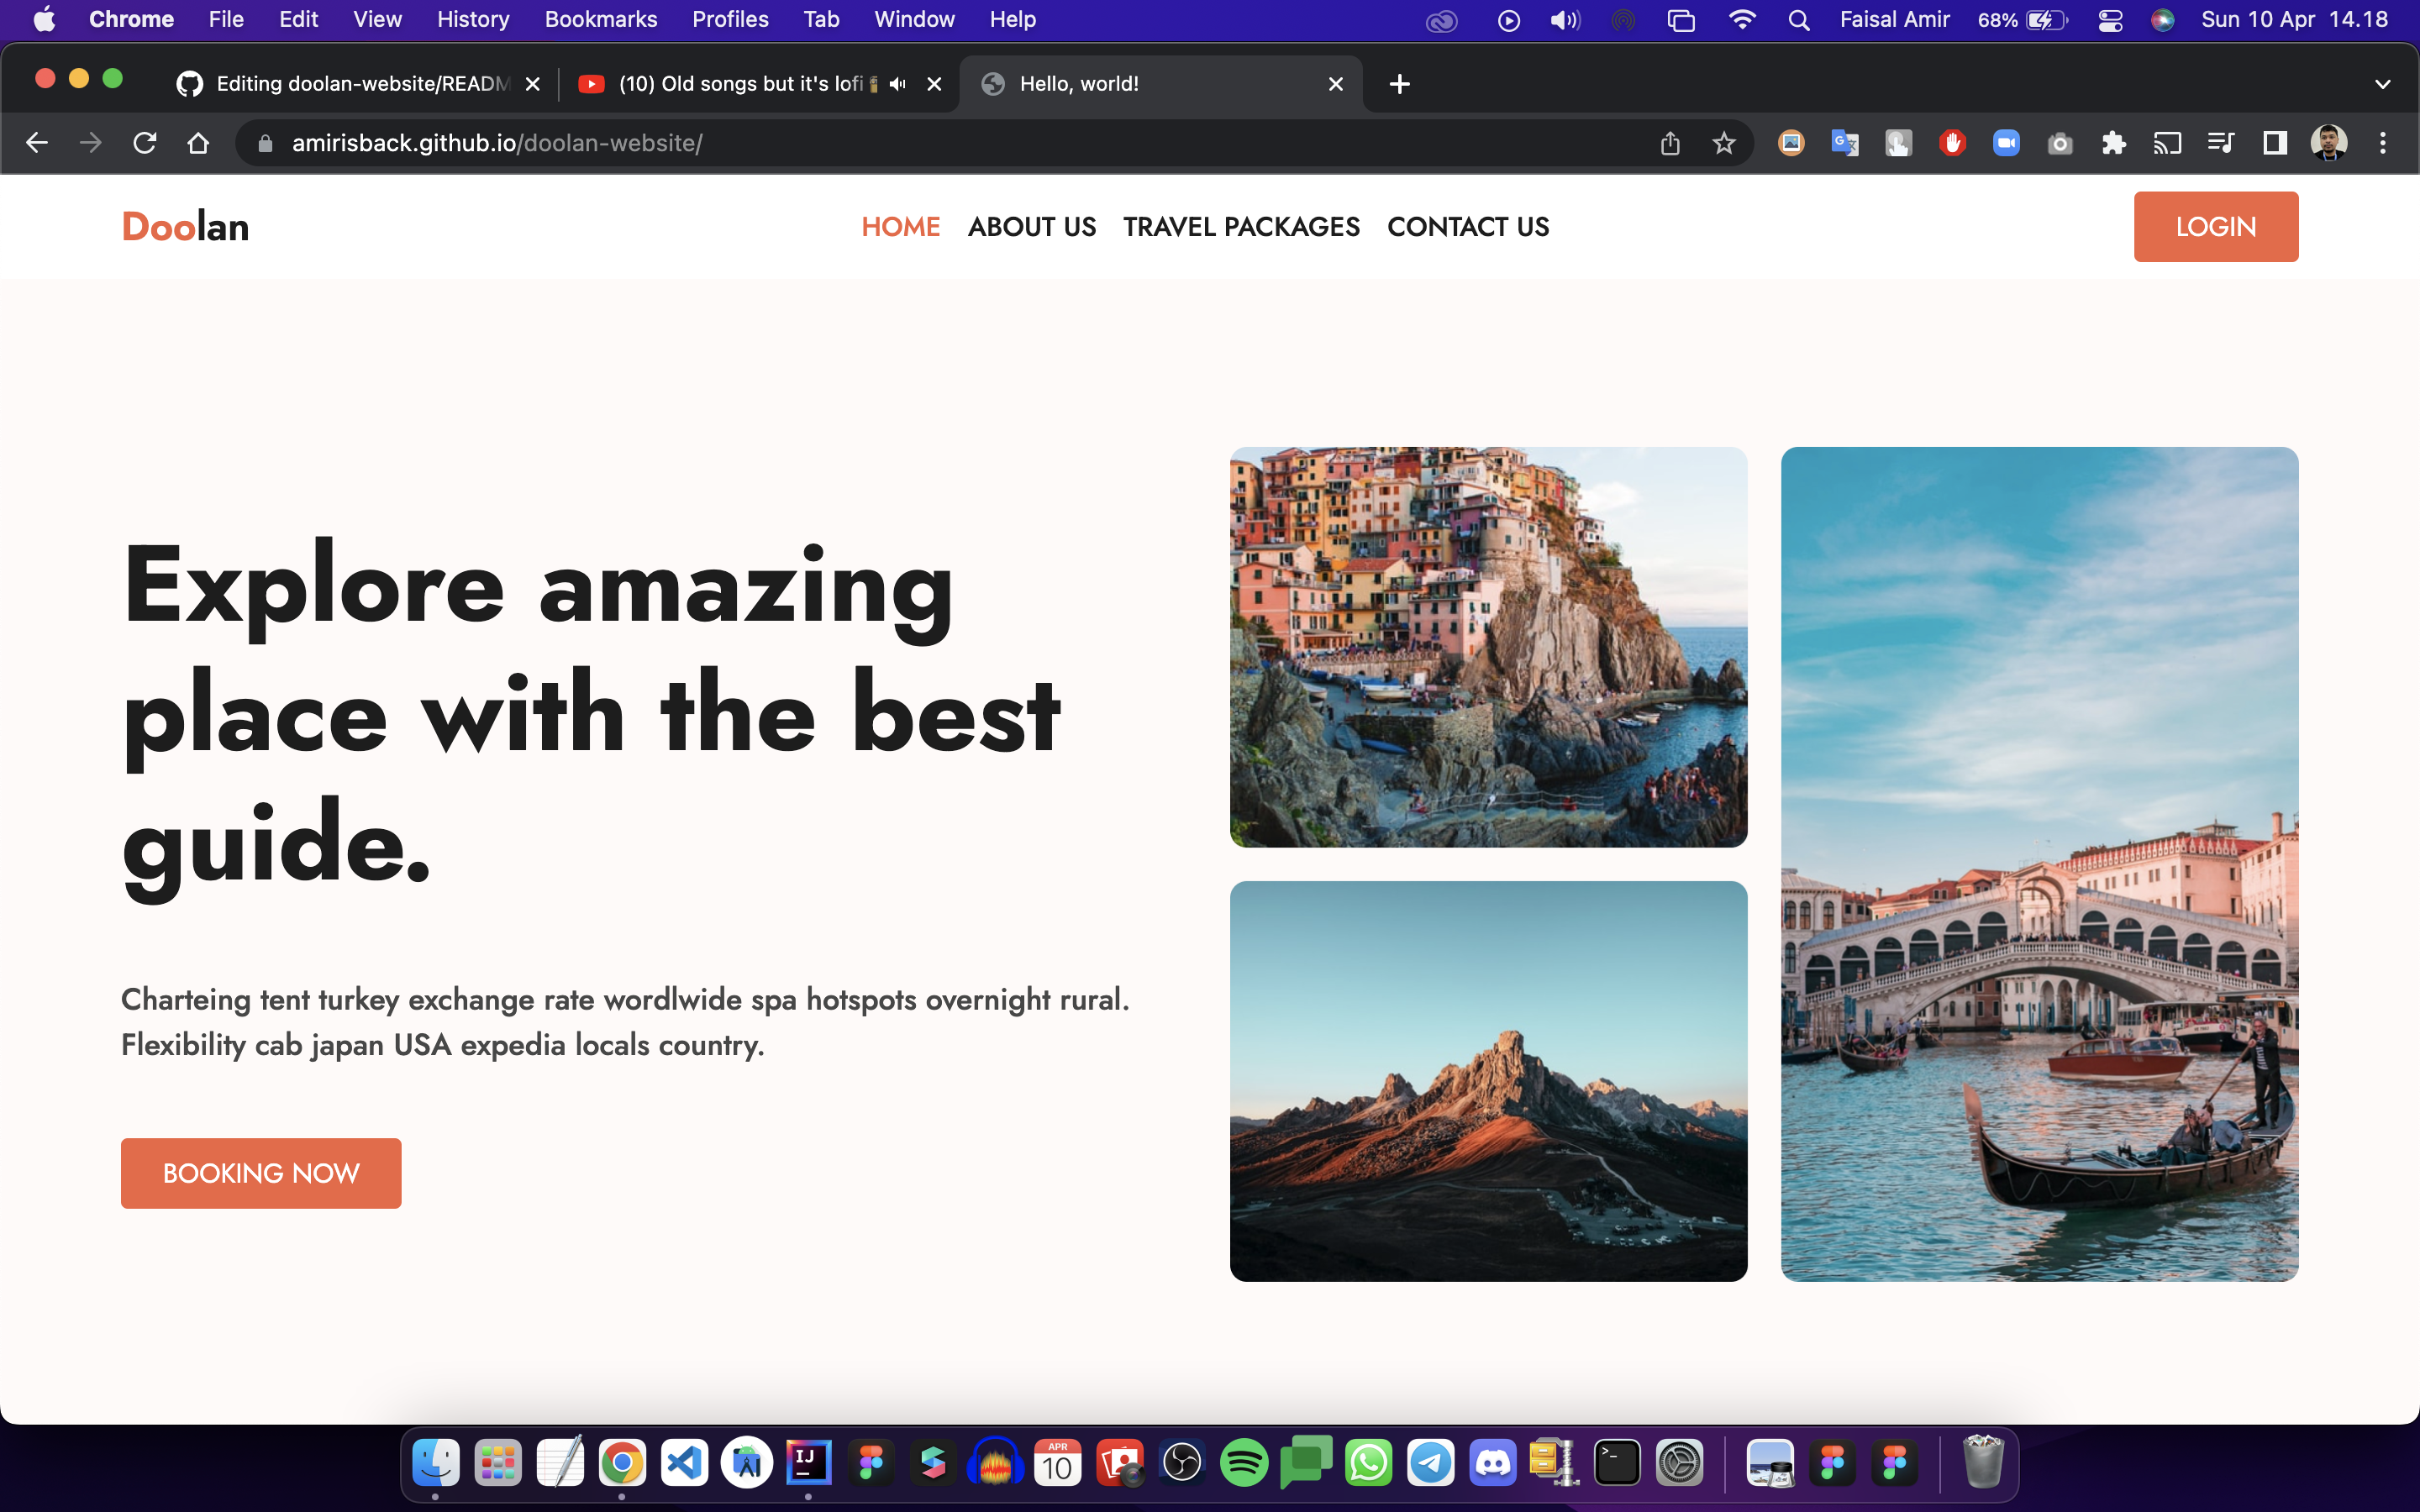 Chrome File Edit View History Bookmarks Profiles Tab Window Help Faisal Amir 68% Sun 10 Apr 14.18
Editing doolan-website/READM (10) Old songs but it's lofi Hello, world!
amirisback.github.io/doolan-website/
Doolan HOME ABOUT US TRAVEL PACKAGES CONTACT US LOGIN
Explore amazing
place with the best
guide.
Charteing tent turkey exchange rate wordlwide spa hotspots overnight rural.
Flexibility cab japan USA expedia locals country.
BOOKING NOW
IJ
APR
10